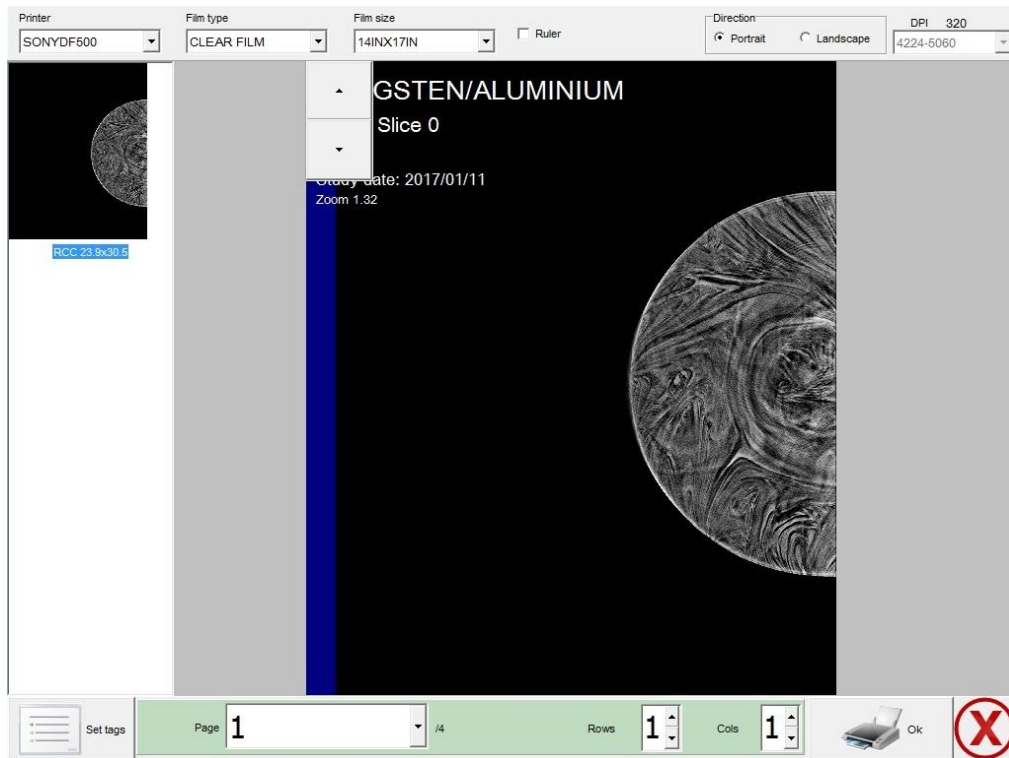 Printer
Film type
Film size
Direction
DPI 320
SONYDF500
CLEAR FILM
14INX17IN
Ruler
Portrait
Landscape
4224-5060
GSTEN/ALUMINIUM
Slice 0
Study date: 2017/01/11
Zoom 1.32
RCC 23.9x30.5
Set tags
Page
1
/4
Rows
1
Cols
1
Ok